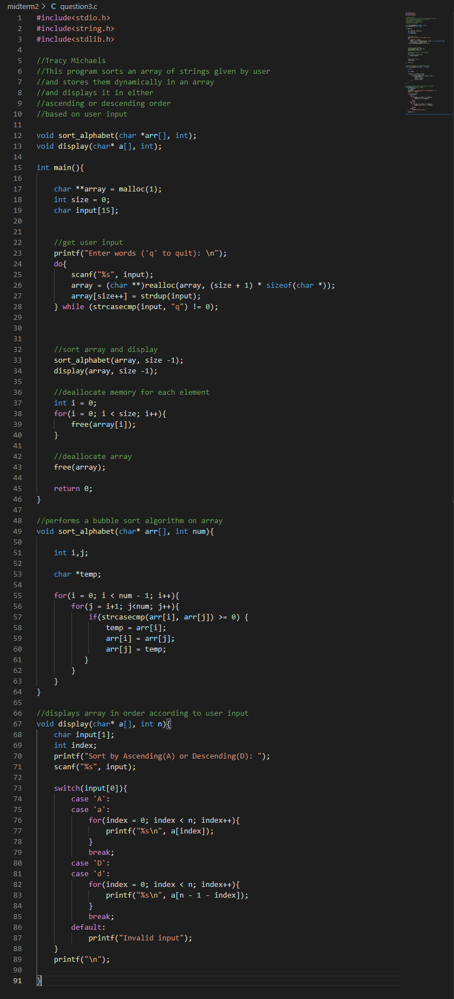 midterm2 > C question3.c
1 #include<stdio.h>
2 #include<string.h>
3 #include<stdlib.h>
4
5 //Tracy Michaels
6 //This program sorts an array of strings given by user
7 //and stores them dynamically in an array
8 //and displays it in either
9 //ascending or descending order
10 //based on user input
11
12 void sort_alphabet(char *arr[], int);
13 void display(char* a[], int);
14
15 int main(){
16
17     char **array = malloc(1);
18     int size = 0;
19     char input[15];
20
21
22     //get user input
23     printf("Enter words ('q' to quit): \n");
24     do{
25         scanf("%s", input);
26         array = (char **)realloc(array, (size + 1) * sizeof(char *));
27         array[size++] = strdup(input);
28     } while (strcasecmp(input, "q") != 0);
29
30
31
32     //sort array and display
33     sort_alphabet(array, size -1);
34     display(array, size -1);
35
36     //deallocate memory for each element
37     int i = 0;
38     for(i = 0; i < size; i++){
39         free(array[i]);
40     }
41
42     //deallocate array
43     free(array);
44
45     return 0;
46 }
47
48 //performs a bubble sort algorithm on array
49 void sort_alphabet(char* arr[], int num){
50
51     int i,j;
52
53     char *temp;
54
55     for(i = 0; i < num - 1; i++){
56         for(j = i+1; j<num; j++){
57             if(strcasecmp(arr[i], arr[j]) >= 0) {
58                 temp = arr[i];
59                 arr[i] = arr[j];
60                 arr[j] = temp;
61            }
62         }
63     }
64 }
65
66 //displays array in order according to user input
67 void display(char* a[], int n){
68     char input[1];
69     int index;
70     printf("Sort by Ascending(A) or Descending(D): ");
71     scanf("%s", input);
72
73     switch(input[0]){
74         case 'A':
75         case 'a':
76             for(index = 0; index < n; index++){
77                 printf("%s\n", a[index]);
78             }
79             break;
80         case 'D':
81         case 'd':
82             for(index = 0; index < n; index++){
83                 printf("%s\n", a[n - 1 - index]);
84             }
85             break;
86         default:
87             printf("Invalid input");
88     }
89     printf("\n");
90
91 }